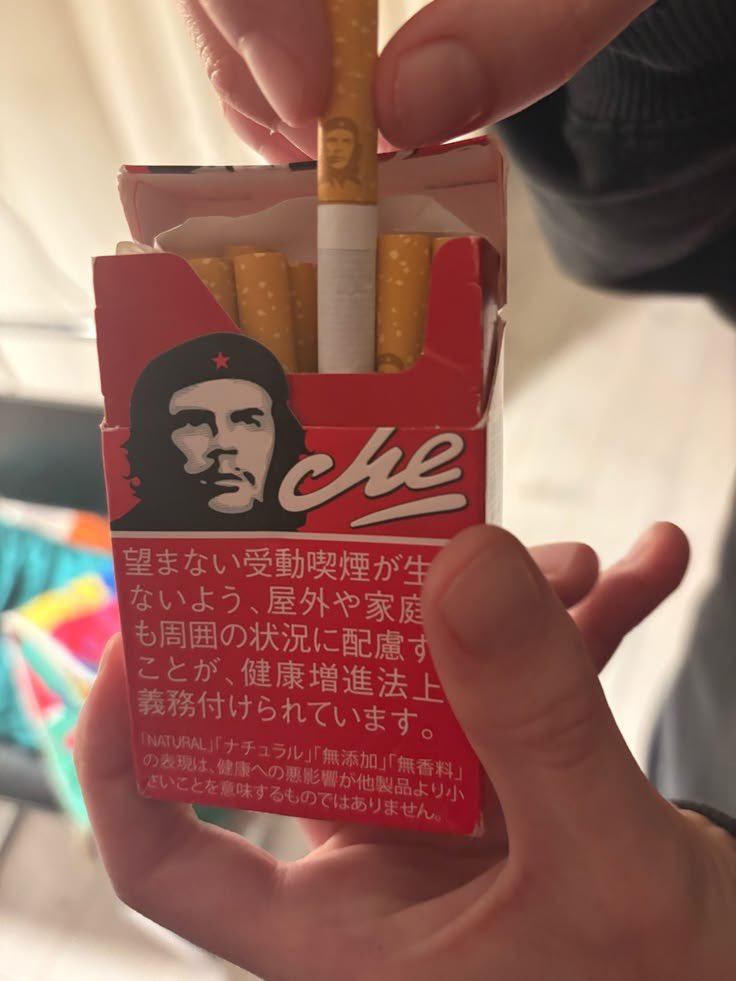 che
望まない受動喫煙が生
ないよう、屋外や家庭
も周囲の状況に配慮す
ことが、健康増進法上
義務付けられています。
「NATURAL」「ナチュラル」「無添加」「無香料」
の表現は、健康への悪影響が他製品より小
さいことを意味するものではありません。